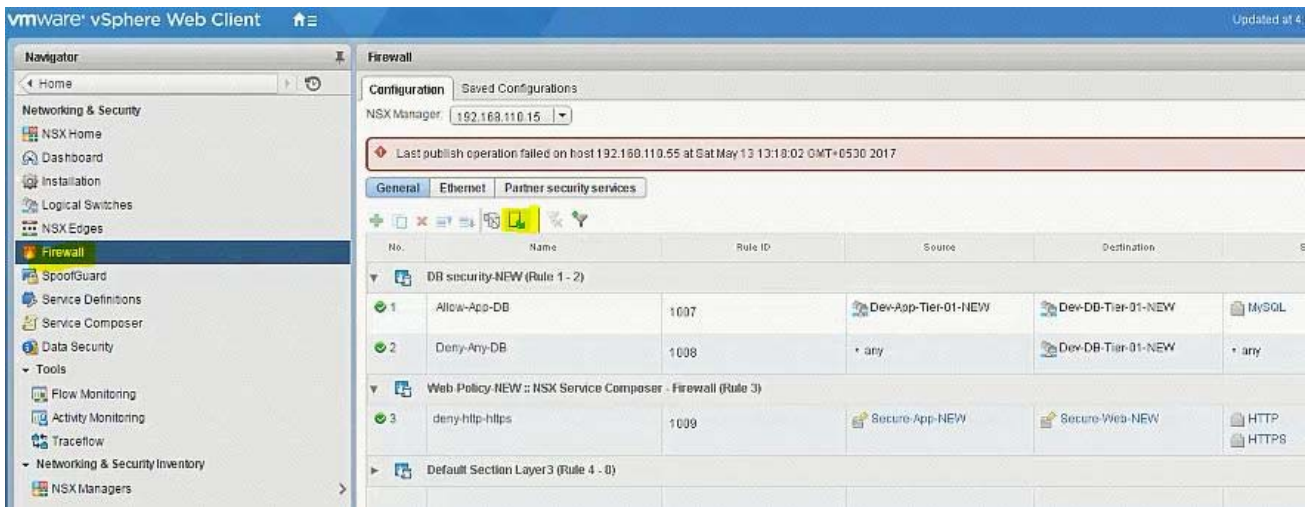 vmware® vSphere Web Client
Updated at 4
Navigator
Home
Networking & Security
NSX Home
Dashboard
Installation
Logical Switches
NSX Edges
Firewall
SpoofGuard
Service Definitions
Service Composer
Data Security
Tools
Flow Monitoring
Activity Monitoring
Traceflow
Networking & Security Inventory
NSX Managers
Firewall
Configuration Saved Configurations
NSX Manager: 192.168.110.15
Last publish operation failed on host 192.168.110.55 at Sat May 13 13:18:02 GMT+0530 2017
General Ethernet Partner security services
No. Name Rule ID Source Destination S
DB security-NEW (Rule 1 - 2)
1 Allow-App-DB 1007 Dev-App-Tier-01-NEW Dev-DB-Tier-01-NEW MySQL
2 Deny-Any-DB 1008 * any Dev-DB-Tier-01-NEW * any
Web-Policy-NEW :: NSX Service Composer - Firewall (Rule 3)
3 deny-http-https 1009 Secure-App-NEW Secure-Web-NEW HTTP
HTTPS
Default Section Layer3 (Rule 4 - 6)